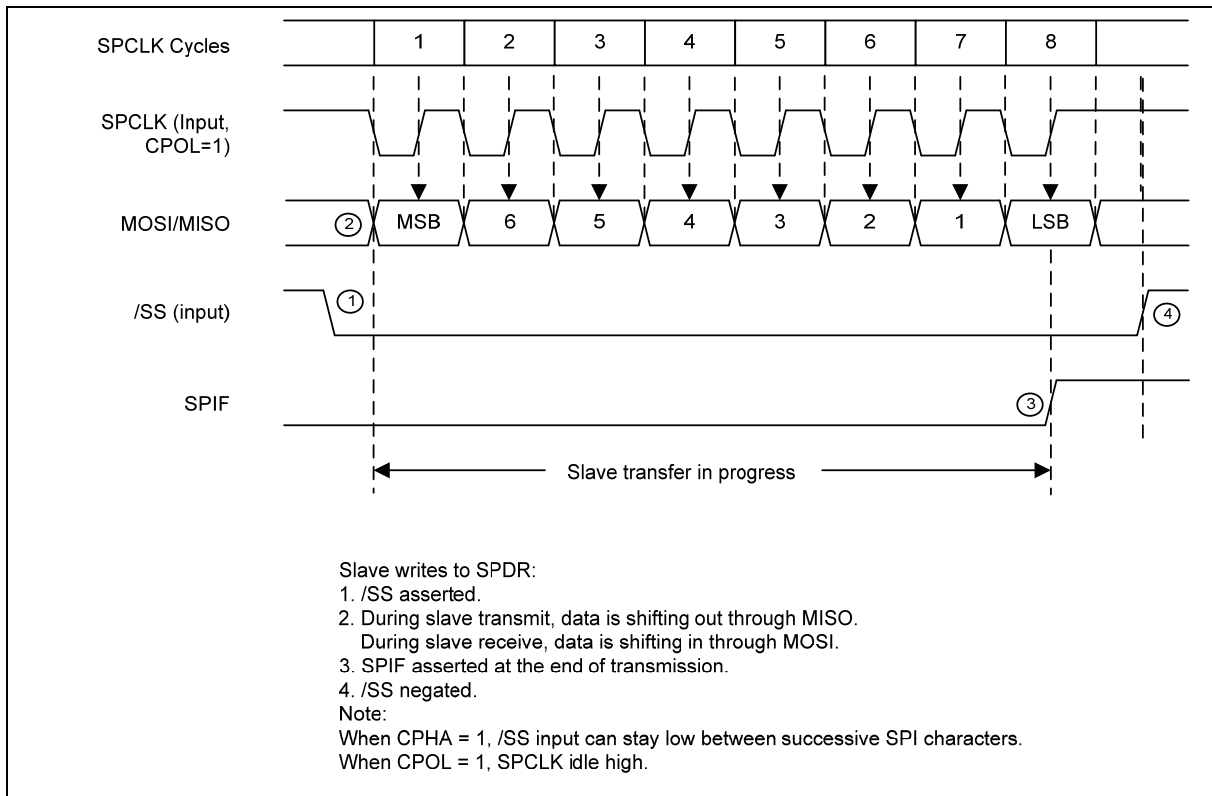 SPCLK Cycles
1 2 3 4 5 6 7 8
SPCLK (Input,
CPOL=1)
MOSI/MISO
2 MSB 6 5 4 3 2 1 LSB
/SS (input)
1
4
SPIF
3
Slave transfer in progress
Slave writes to SPDR:
1. /SS asserted.
2. During slave transmit, data is shifting out through MISO.
During slave receive, data is shifting in through MOSI.
3. SPIF asserted at the end of transmission.
4. /SS negated.
Note:
When CPHA = 1, /SS input can stay low between successive SPI characters.
When CPOL = 1, SPCLK idle high.